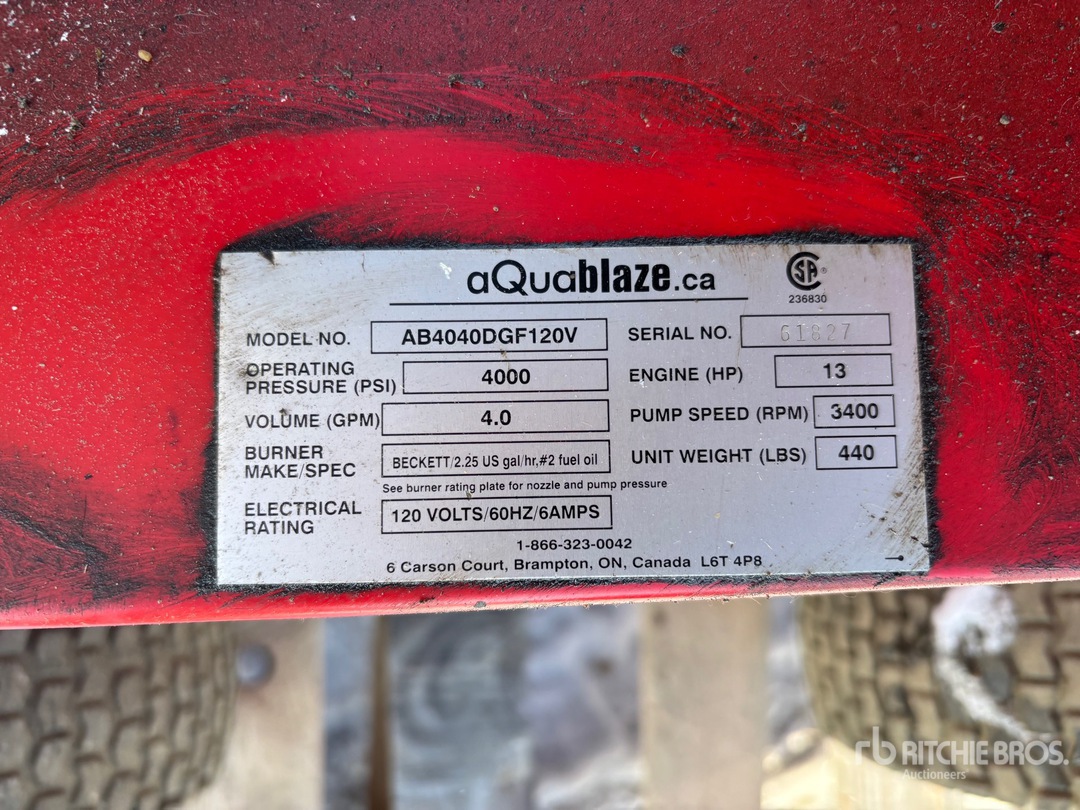 aQuablaze.ca
CSA®
236830
MODEL NO. AB4040DGF120V SERIAL NO. 61827
OPERATING
PRESSURE (PSI) 4000 ENGINE (HP) 13
VOLUME (GPM) 4.0 PUMP SPEED (RPM) 3400
BURNER
MAKE/SPEC BECKETT/2.25 US gal/hr,#2 fuel oil UNIT WEIGHT (LBS) 440
See burner rating plate for nozzle and pump pressure
ELECTRICAL
RATING 120 VOLTS/60HZ/6AMPS
1-866-323-0042
6 Carson Court, Brampton, ON, Canada L6T 4P8
rb RITCHIE BROS.
Auctioneers